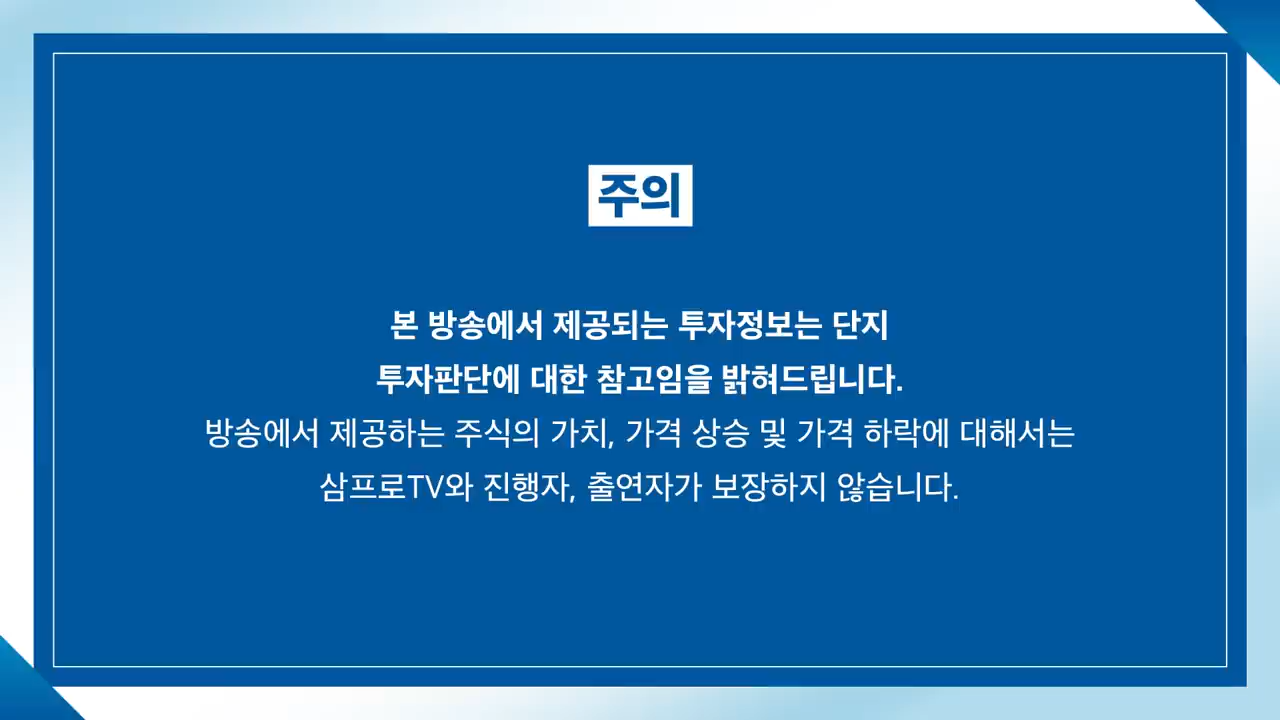 주의
본 방송에서 제공되는 투자정보는 단지
투자판단에 대한 참고임을 밝혀드립니다.
방송에서 제공하는 주식의 가치, 가격 상승 및 가격 하락에 대해서는
삼프로TV와 진행자, 출연자가 보장하지 않습니다.